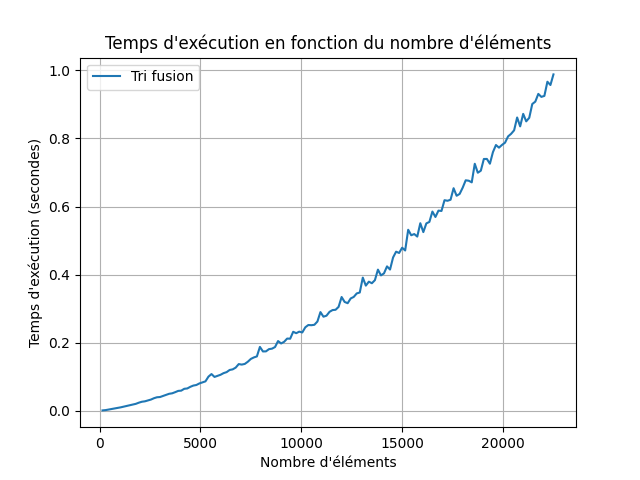 Temps d'exécution en fonction du nombre d'éléments
Tri fusion
Temps d'exécution (secondes)
1.0
0.8
0.6
0.4
0.2
0.0
0 5000 10000 15000 20000
Nombre d'éléments